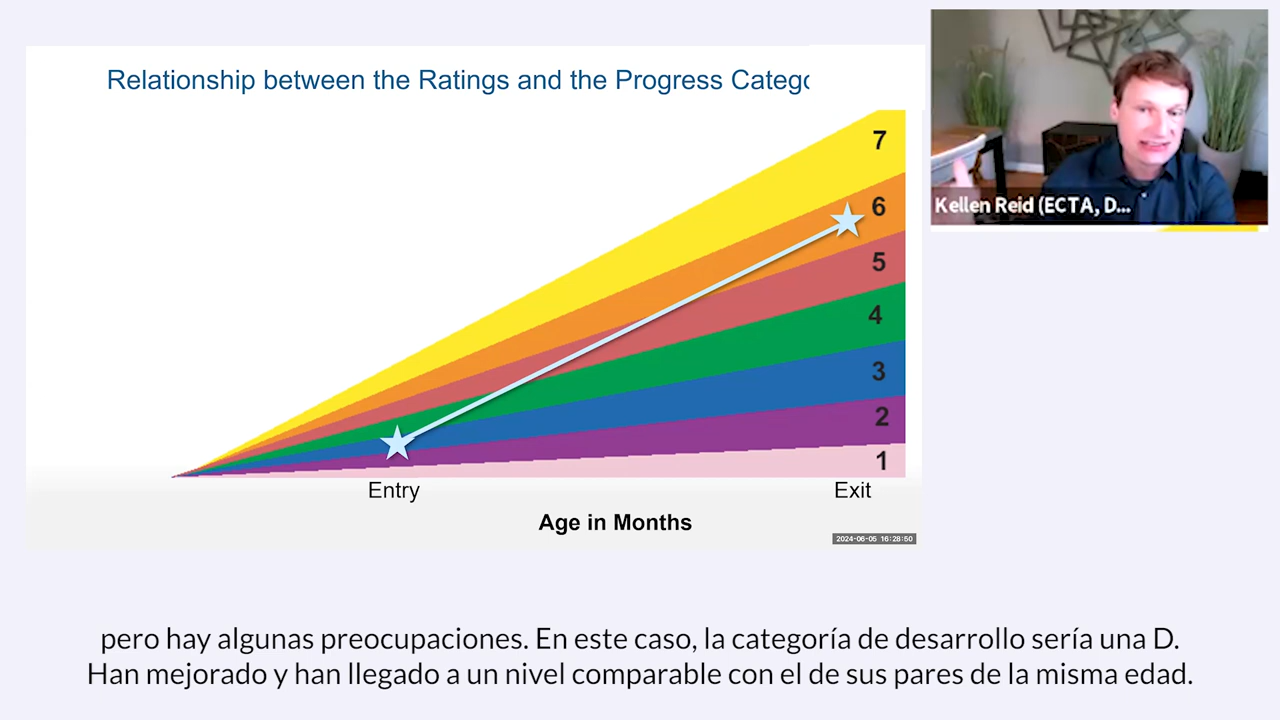 Relationship between the Ratings and the Progress Catego
7
6
5
4
3
2
1
Entry
Exit
Age in Months
2024-06-05 16:28:50
Kellen Reid (ECTA, D...
pero hay algunas preocupaciones. En este caso, la categoría de desarrollo sería una D.
Han mejorado y han llegado a un nivel comparable con el de sus pares de la misma edad.